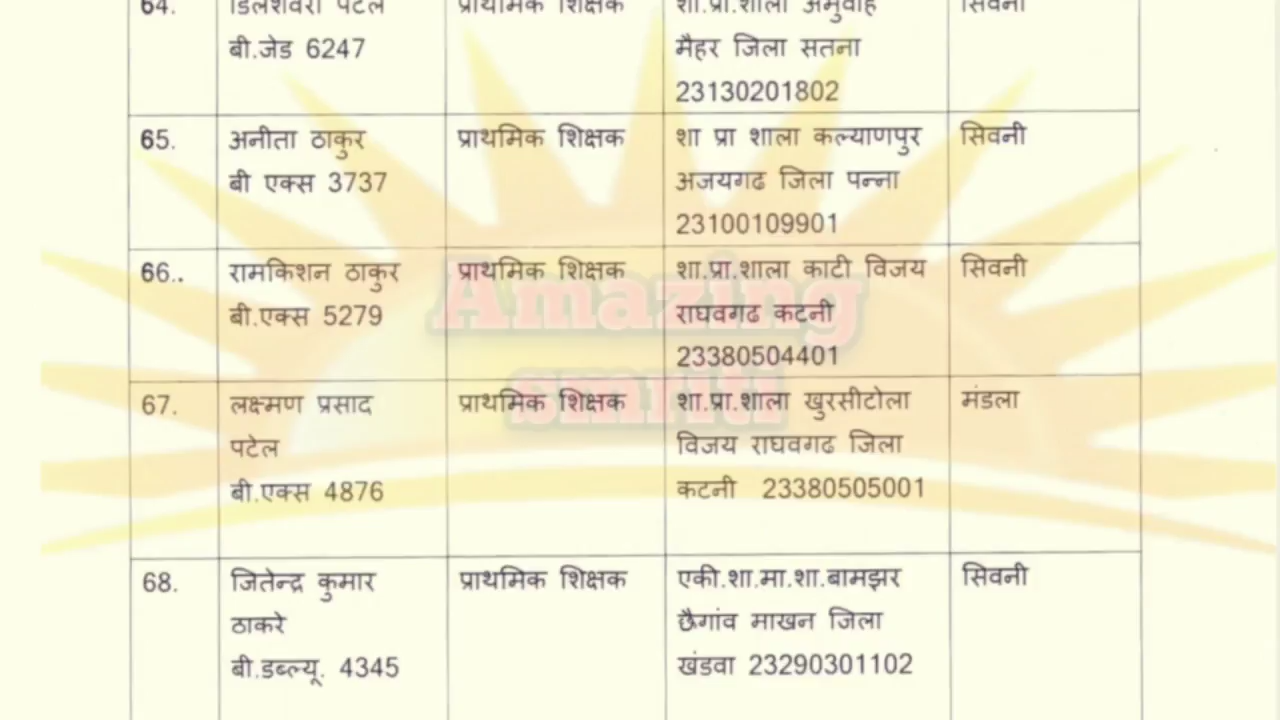 64. डिलेशवरी पटेल प्राथमिक शिक्षक शा.प्रा.शाला अमुवाह सिवनी
बी.जेड 6247 मैहर जिला सतना
23130201802
65. अनीता ठाकुर प्राथमिक शिक्षक शा प्रा शाला कल्याणपुर सिवनी
बी एक्स 3737 अजयगढ जिला पन्ना
23100109901
66.. रामकिशन ठाकुर प्राथमिक शिक्षक शा.प्रा.शाला काटी विजय सिवनी
बी.एक्स 5279 राघवगढ कटनी
23380504401
67. लक्ष्मण प्रसाद प्राथमिक शिक्षक शा.प्रा.शाला खुरसीटोला मंडला
पटेल विजय राघवगढ जिला
बी.एक्स 4876 कटनी 23380505001
68. जितेन्द्र कुमार प्राथमिक शिक्षक एकी.शा.मा.शा.बामझर सिवनी
ठाकरे छैगांव माखन जिला
बी.डब्ल्यू. 4345 खंडवा 23290301102
Amazing
smriti